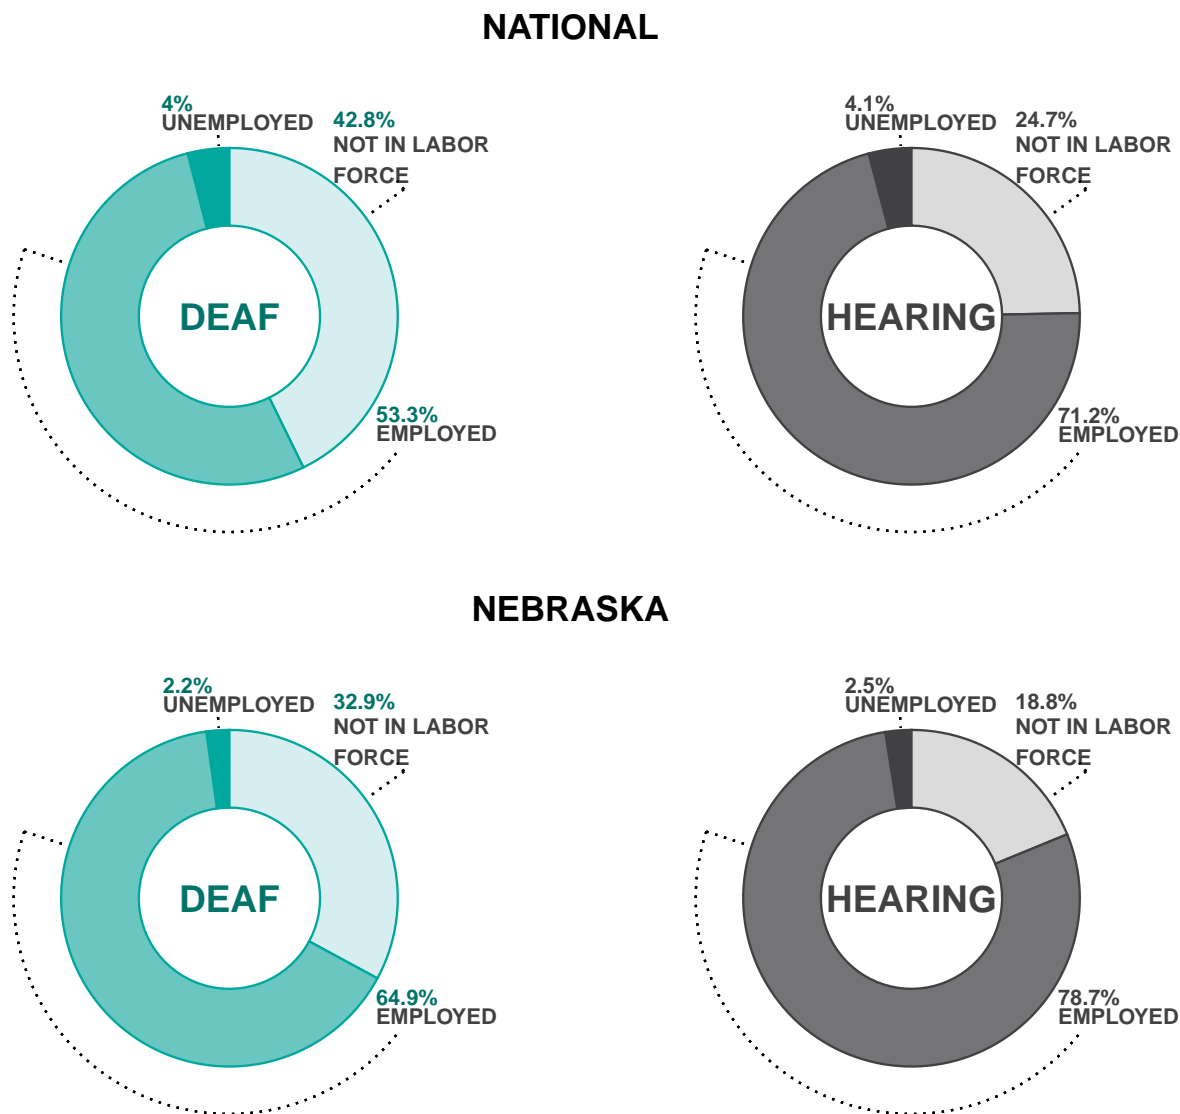 NATIONAL
4%
UNEMPLOYED
42.8%
NOT IN LABOR
FORCE
DEAF
53.3%
EMPLOYED
4.1%
UNEMPLOYED
24.7%
NOT IN LABOR
FORCE
HEARING
71.2%
EMPLOYED
NEBRASKA
2.2%
UNEMPLOYED
32.9%
NOT IN LABOR
FORCE
DEAF
64.9%
EMPLOYED
2.5%
UNEMPLOYED
18.8%
NOT IN LABOR
FORCE
HEARING
78.7%
EMPLOYED